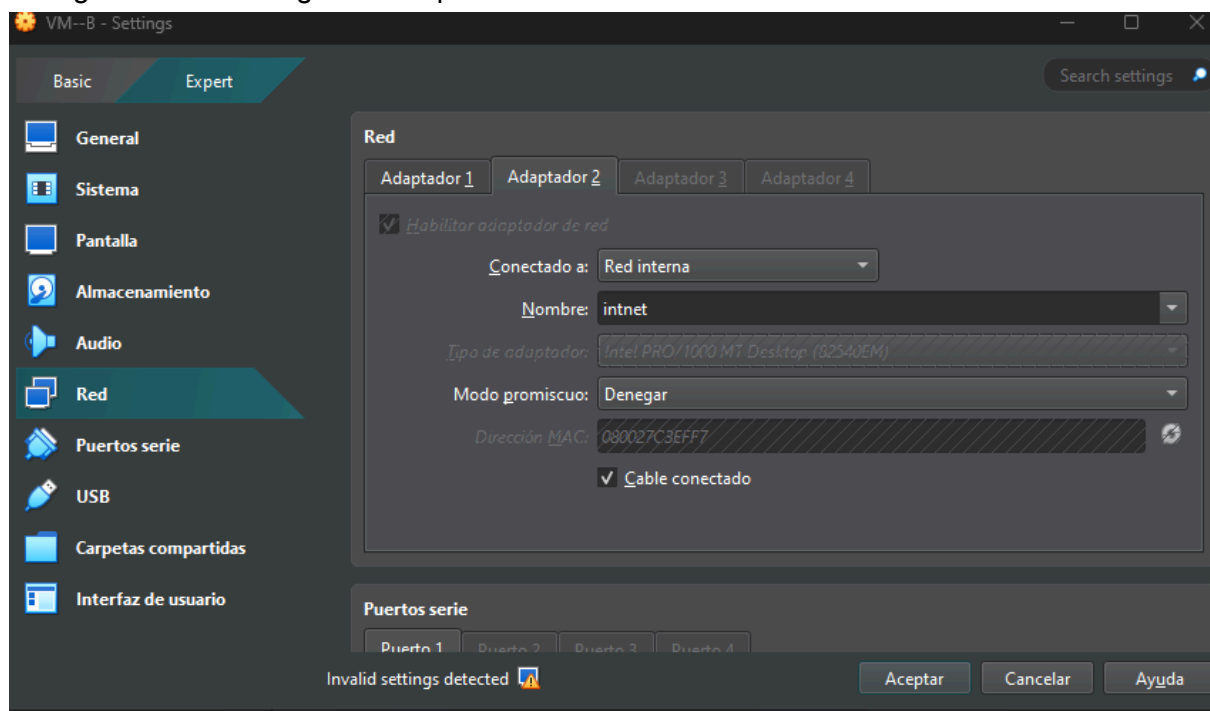 VM--B - Settings
Basic Expert Search settings
General
Sistema
Pantalla
Almacenamiento
Audio
Red
Puertos serie
USB
Carpetas compartidas
Interfaz de usuario
Red
Adaptador 1 Adaptador 2 Adaptador 3 Adaptador 4
Habilitar adaptador de red
Conectado a: Red interna
Nombre: intnet
Tipo de adaptador: Intel PRO/1000 MT Desktop (82540EM)
Modo promiscuo: Denegar
Dirección MAC: 080027C3EFF7
Cable conectado
Puertos serie
Puerto 1 Puerto 2 Puerto 3 Puerto 4
Invalid settings detected Aceptar Cancelar Ayuda